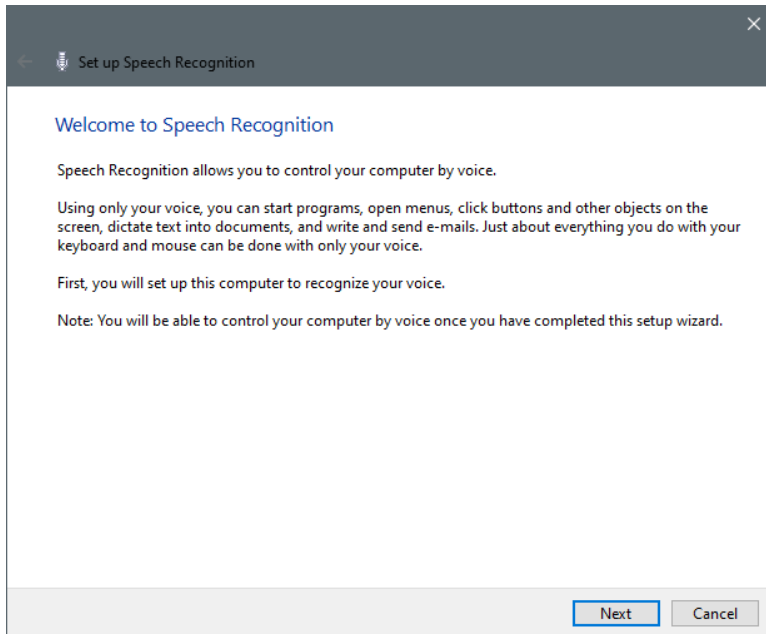 Set up Speech Recognition
Welcome to Speech Recognition
Speech Recognition allows you to control your computer by voice.
Using only your voice, you can start programs, open menus, click buttons and other objects on the
screen, dictate text into documents, and write and send e-mails. Just about everything you do with your
keyboard and mouse can be done with only your voice.
First, you will set up this computer to recognize your voice.
Note: You will be able to control your computer by voice once you have completed this setup wizard.
Next Cancel